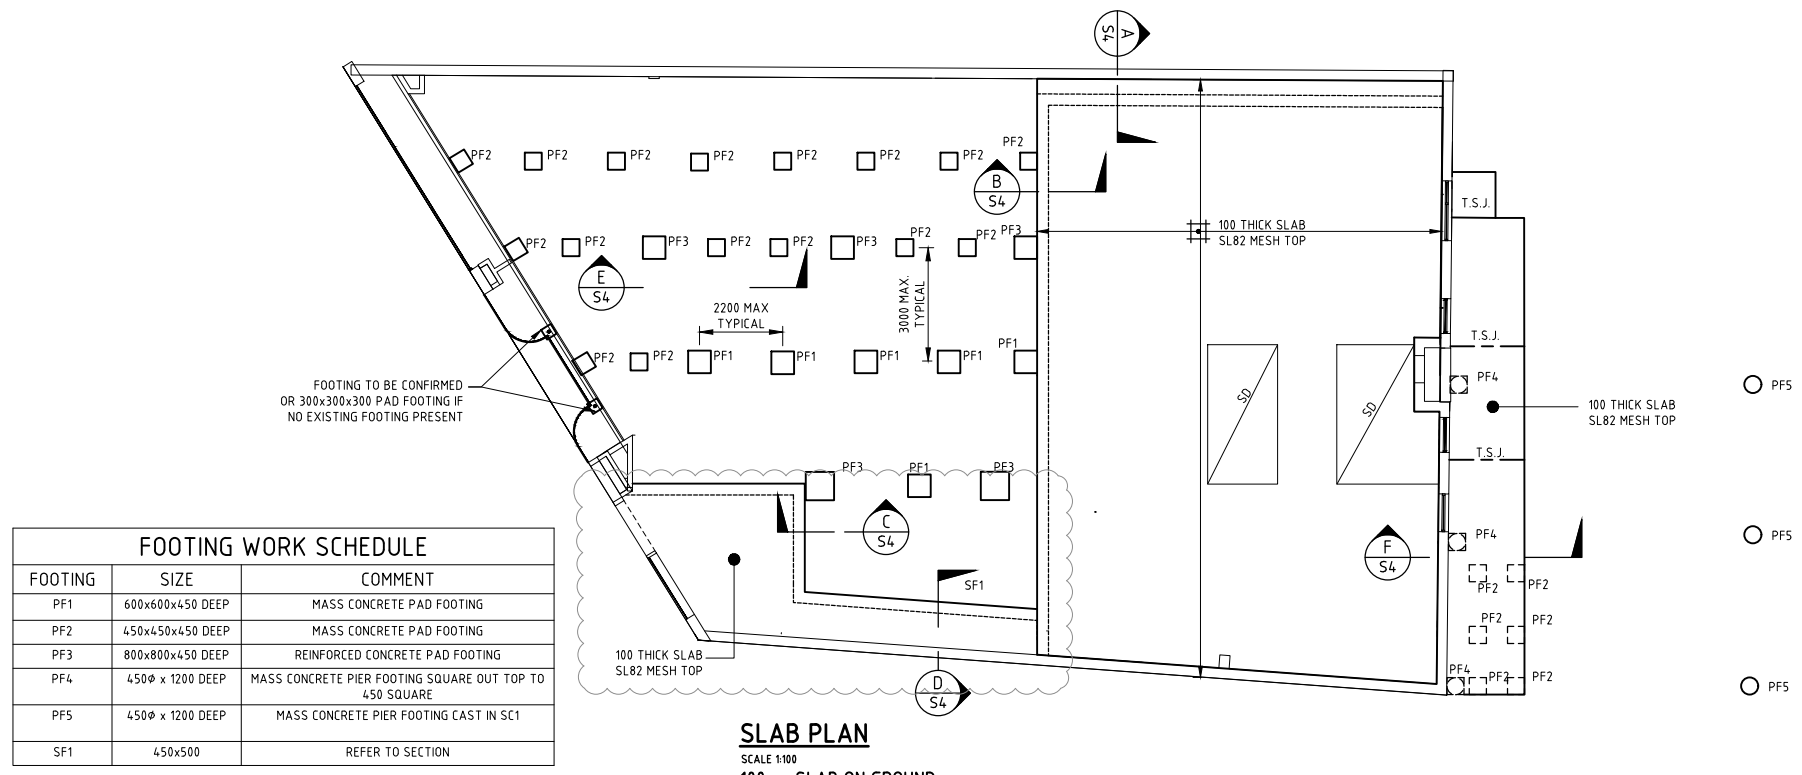 A
S4
PF2
PF2
PF2
PF2
PF2
PF2
PF2
PF2
B
S4
T.S.J.
PF2
PF2
PF3
PF2
PF2
PF3
PF2
PF2
PF3
100 THICK SLAB
SL82 MESH TOP
E
S4
2200 MAX
TYPICAL
3000 MAX.
TYPICAL
T.S.J.
PF2
PF2
PF1
PF1
PF1
PF1
PF1
FOOTING TO BE CONFIRMED
OR 300x300x300 PAD FOOTING IF
NO EXISTING FOOTING PRESENT
SD
SD
PF4
PF5
100 THICK SLAB
SL82 MESH TOP
T.S.J.
PF3
PF1
PF3
C
S4
F
S4
PF4
PF5
SF1
PF2
PF2
PF2
PF2
100 THICK SLAB
SL82 MESH TOP
D
S4
PF4
PF2
PF2
PF5
FOOTING WORK SCHEDULE
FOOTING SIZE COMMENT
PF1 600x600x450 DEEP MASS CONCRETE PAD FOOTING
PF2 450x450x450 DEEP MASS CONCRETE PAD FOOTING
PF3 800x800x450 DEEP REINFORCED CONCRETE PAD FOOTING
PF4 450Ø x 1200 DEEP MASS CONCRETE PIER FOOTING SQUARE OUT TOP TO
450 SQUARE
PF5 450Ø x 1200 DEEP MASS CONCRETE PIER FOOTING CAST IN SC1
SF1 450x500 REFER TO SECTION
SLAB PLAN
SCALE 1:100
SLAB ON GROUND